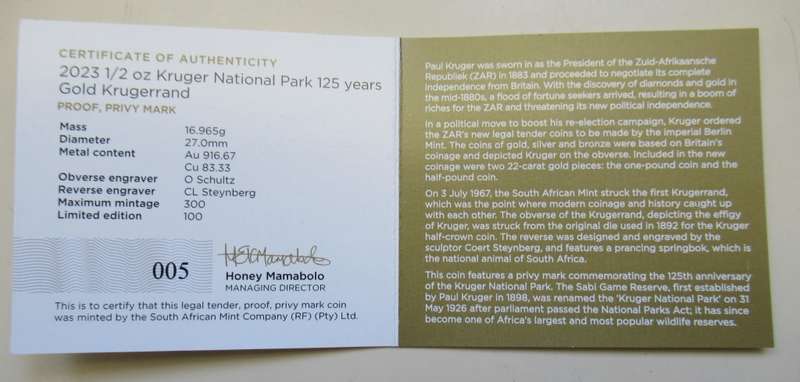 CERTIFICATE OF AUTHENTICITY
2023 1/2 oz Kruger National Park 125 years
Gold Krugerrand
PROOF, PRIVY MARK
Mass 16.965g
Diameter 27.0mm
Metal content Au 916.67
Cu 83.33
Obverse engraver O Schultz
Reverse engraver CL Steynberg
Maximum mintage 300
Limited edition 100
005
Honey Mamabolo
MANAGING DIRECTOR
This is to certify that this legal tender, proof, privy mark coin
was minted by the South African Mint Company (RF) (Pty) Ltd.
Paul Kruger was sworn in as the President of the Zuid-Afrikaansche
Republiek (ZAR) in 1883 and proceeded to negotiate its complete
independence from Britain. With the discovery of diamonds and gold in
the mid-1880s, a flood of fortune seekers arrived, resulting in a boom of
riches for the ZAR and threatening its new political independence.
In a political move to boost his re-election campaign, Kruger ordered
the ZAR's new legal tender coins to be made by the imperial Berlin
Mint. The coins of gold, silver and bronze were based on Britain's
coinage and depicted Kruger on the obverse. Included in the new
coinage were two 22-carat gold pieces: the one-pound coin and the
half-pound coin.
On 3 July 1967, the South African Mint struck the first Krugerrand,
which was the point where modern coinage and history caught up
with each other. The obverse of the Krugerrand, depicting the effigy
of Kruger, was struck from the original die used in 1892 for the Kruger
half-crown coin. The reverse was designed and engraved by the
sculptor Coert Steynberg, and features a prancing springbok, which is
the national animal of South Africa.
This coin features a privy mark commemorating the 125th anniversary
of the Kruger National Park. The Sabi Game Reserve, first established
by Paul Kruger in 1898, was renamed the 'Kruger National Park' on 31
May 1926 after parliament passed the National Parks Act; it has since
become one of Africa's largest and most popular wildlife reserves.